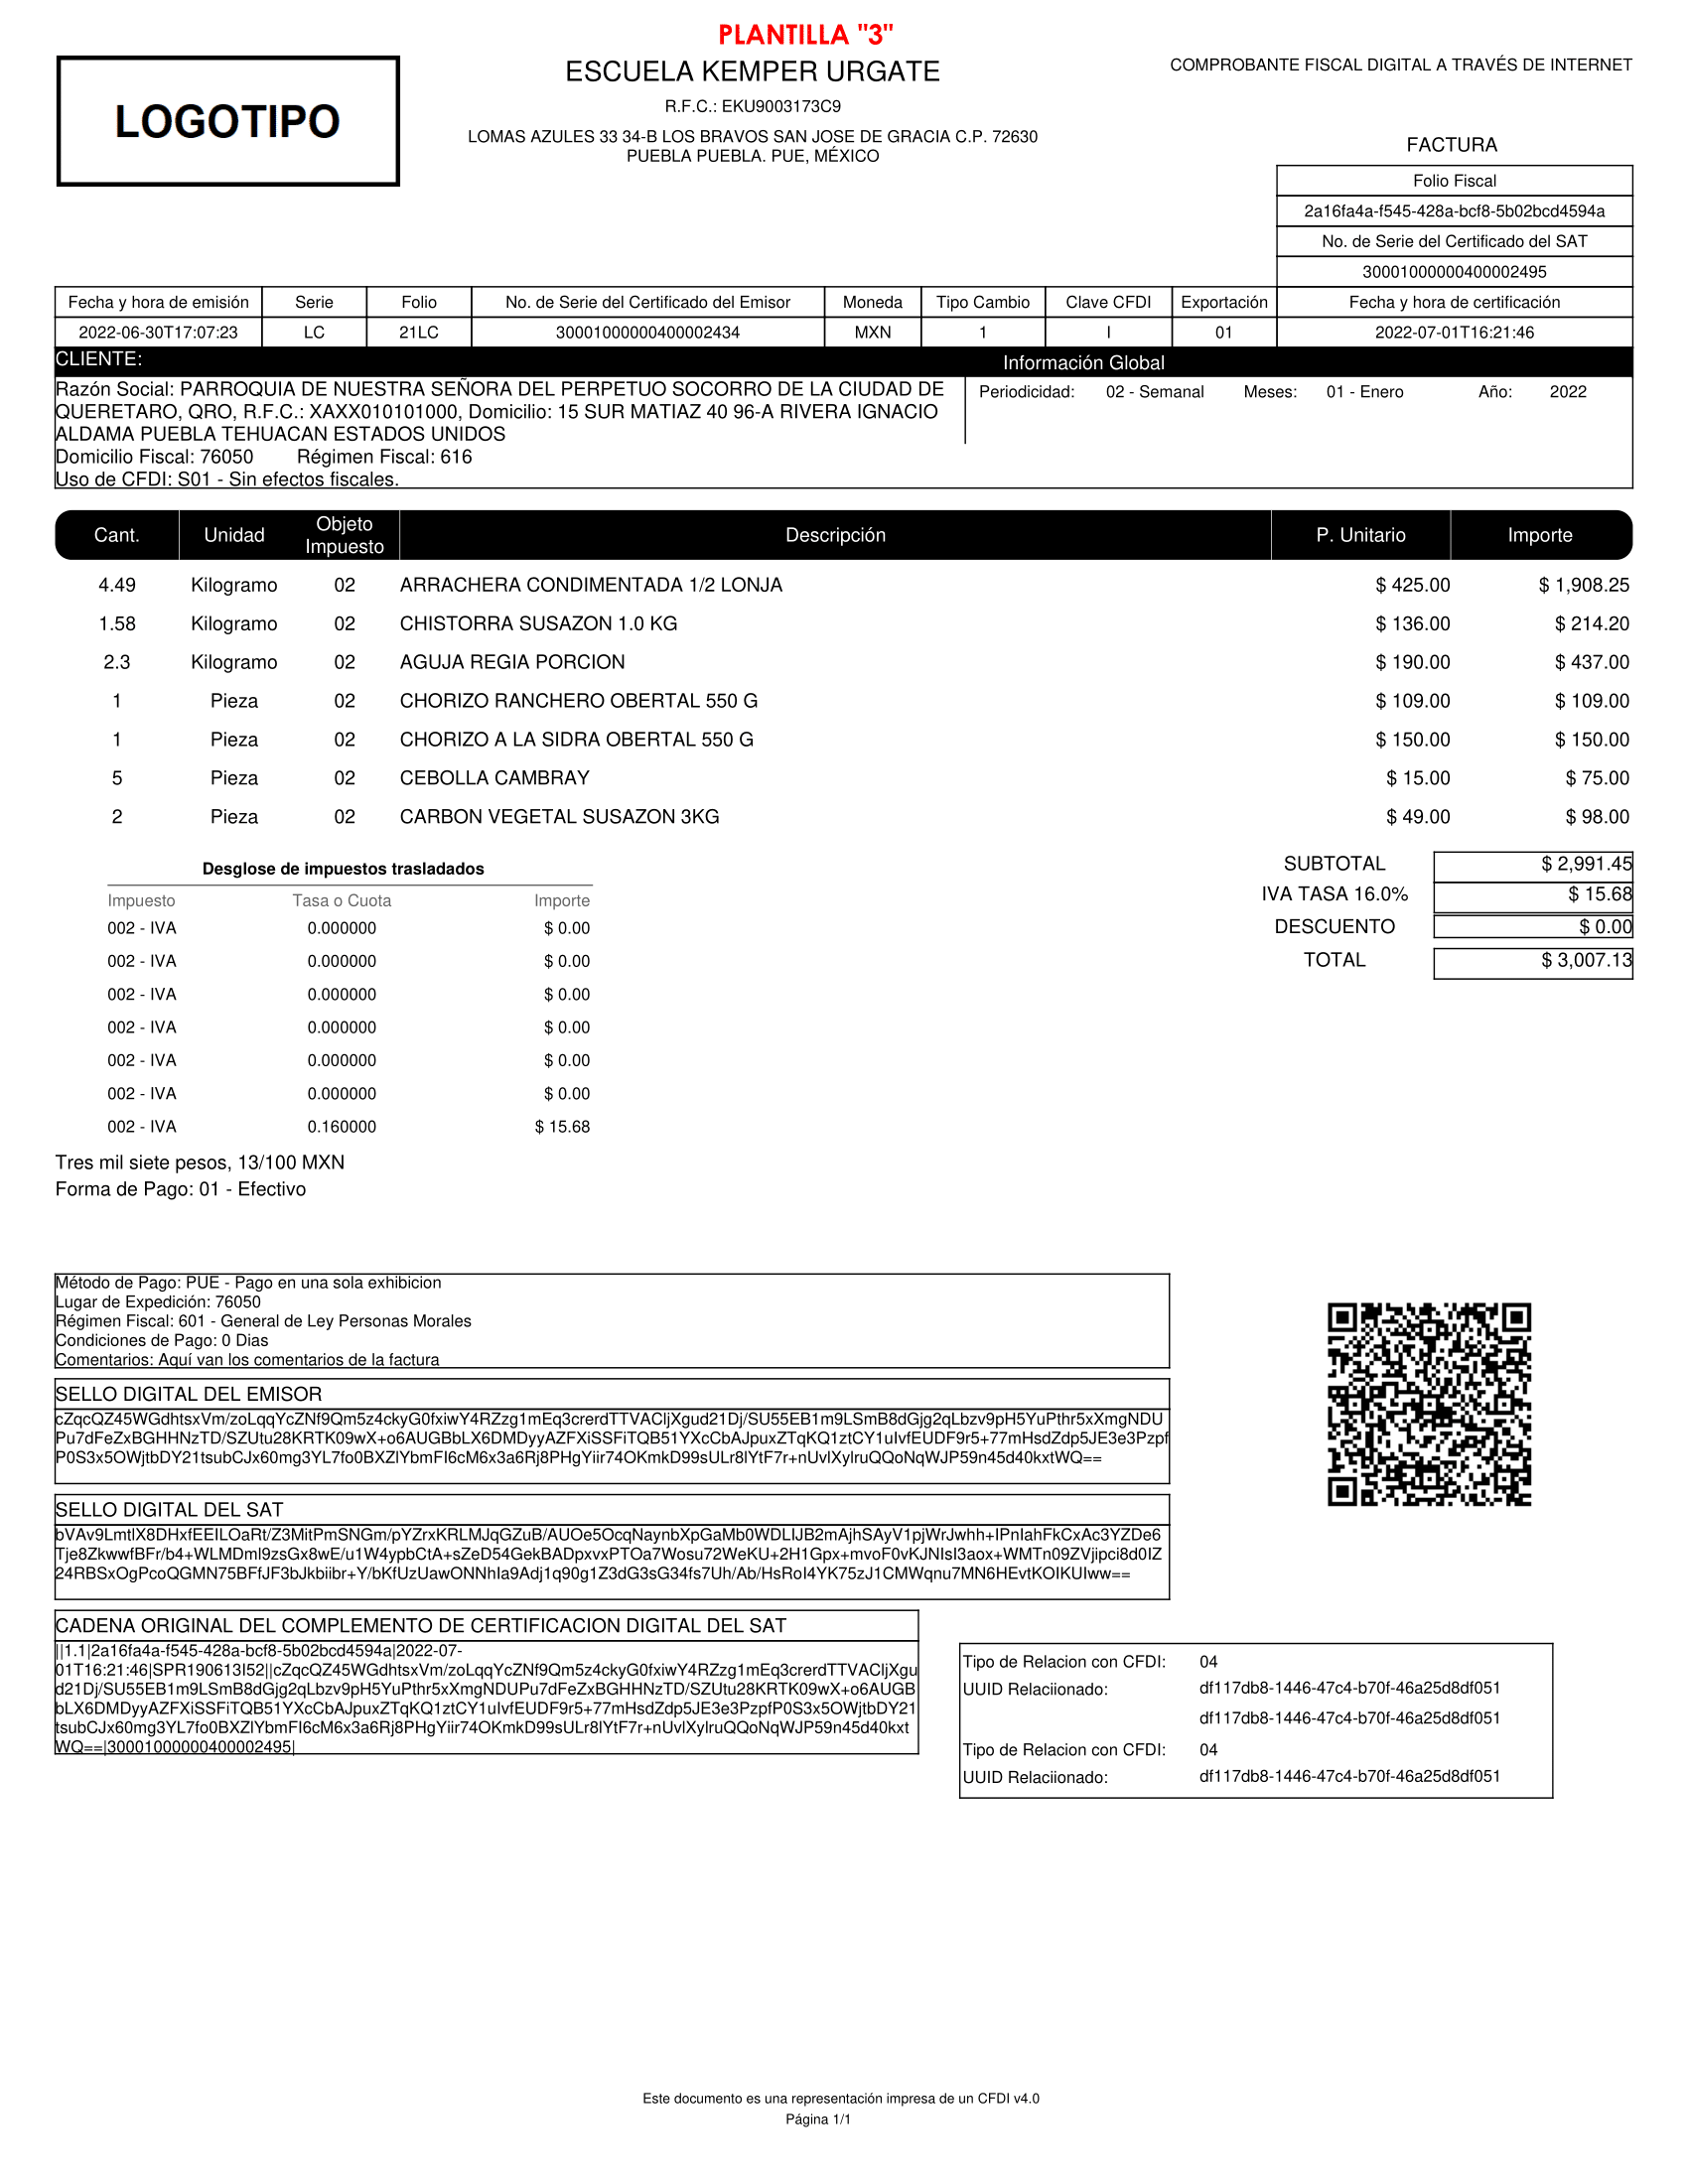 PLANTILLA "3"
LOGOTIPO
ESCUELA KEMPER URGATE
R.F.C.: EKU9003173C9
LOMAS AZULES 33 34-B LOS BRAVOS SAN JOSE DE GRACIA C.P. 72630
PUEBLA PUEBLA. PUE, MÉXICO
COMPROBANTE FISCAL DIGITAL A TRAVÉS DE INTERNET
FACTURA
Folio Fiscal
2a16fa4a-f545-428a-bcf8-5b02bcd4594a
No. de Serie del Certificado del SAT
30001000000400002495
Fecha y hora de emisión Serie Folio No. de Serie del Certificado del Emisor Moneda Tipo Cambio Clave CFDI Exportación Fecha y hora de certificación
2022-06-30T17:07:23 LC 21LC 30001000000400002434 MXN 1 I 01 2022-07-01T16:21:46
CLIENTE: Información Global
Razón Social: PARROQUIA DE NUESTRA SEÑORA DEL PERPETUO SOCORRO DE LA CIUDAD DE
QUERETARO, QRO, R.F.C.: XAXX010101000, Domicilio: 15 SUR MATIAZ 40 96-A RIVERA IGNACIO
ALDAMA PUEBLA TEHUACAN ESTADOS UNIDOS
Domicilio Fiscal: 76050 Régimen Fiscal: 616
Uso de CFDI: S01 - Sin efectos fiscales.
Periodicidad: 02 - Semanal Meses: 01 - Enero Año: 2022
Cant. Unidad Objeto Impuesto Descripción P. Unitario Importe
4.49 Kilogramo 02 ARRACHERA CONDIMENTADA 1/2 LONJA $ 425.00 $ 1,908.25
1.58 Kilogramo 02 CHISTORRA SUSAZON 1.0 KG $ 136.00 $ 214.20
2.3 Kilogramo 02 AGUJA REGIA PORCION $ 190.00 $ 437.00
1 Pieza 02 CHORIZO RANCHERO OBERTAL 550 G $ 109.00 $ 109.00
1 Pieza 02 CHORIZO A LA SIDRA OBERTAL 550 G $ 150.00 $ 150.00
5 Pieza 02 CEBOLLA CAMBRAY $ 15.00 $ 75.00
2 Pieza 02 CARBON VEGETAL SUSAZON 3KG $ 49.00 $ 98.00
SUBTOTAL $ 2,991.45
IVA TASA 16.0% $ 15.68
DESCUENTO $ 0.00
TOTAL $ 3,007.13
Desglose de impuestos trasladados
Impuesto Tasa o Cuota Importe
002 - IVA 0.000000 $ 0.00
002 - IVA 0.000000 $ 0.00
002 - IVA 0.000000 $ 0.00
002 - IVA 0.000000 $ 0.00
002 - IVA 0.000000 $ 0.00
002 - IVA 0.000000 $ 0.00
002 - IVA 0.160000 $ 15.68
Tres mil siete pesos, 13/100 MXN
Forma de Pago: 01 - Efectivo
Método de Pago: PUE - Pago en una sola exhibicion
Lugar de Expedición: 76050
Régimen Fiscal: 601 - General de Ley Personas Morales
Condiciones de Pago: 0 Dias
Comentarios: Aquí van los comentarios de la factura
SELLO DIGITAL DEL EMISOR
cZqcQZ45WGdhtsxVm/zoLqqYcZNf9Qm5z4ckyG0fxiwY4RZzg1mEq3crerdTTVACljXgud21Dj/SU55EB1m9LSmB8dGjg2qLbzv9pH5YuPthr5xXmgNDU
Pu7dFeZxBGHHNzTD/SZUtu28KRTK09wX+o6AUGBbLX6DMDyyAZFXiSSFiTQB51YXcCbAJpuxZTqKQ1ztCY1uIvfEUDF9r5+77mHsdZdp5JE3e3Pzpf
P0S3x5OWjtbDY21tsubCJx60mg3YL7fo0BXZlYbmFI6cM6x3a6Rj8PHgYiir74OKmkD99sULr8lYtF7r+nUvlXylruQQoNqWJP59n45d40kxtWQ==
SELLO DIGITAL DEL SAT
bVAv9LmtlX8DHxfEEILOaRt/Z3MitPmSNGm/pYZrxKRLMJqGZuB/AUOe5OcqNaynbXpGaMb0WDLIJB2mAjhSAyV1pjWrJwhh+IPnIahFkCxAc3YZDe6
Tje8ZkwwfBFr/b4+WLMDml9zsGx8wE/u1W4ypbCtA+sZeD54GekBADpxvxPTOa7Wosu72WeKU+2H1Gpx+mvoF0vKJNIsI3aox+WMTn09ZVjipci8d0IZ
24RBSxOgPcoQGMN75BFfJF3bJkbiibr+Y/bKfUzUawONNhIa9Adj1q90g1Z3dG3sG34fs7Uh/Ab/HsRoI4YK75zJ1CMWqnu7MN6HEvtKOIKUIww==
CADENA ORIGINAL DEL COMPLEMENTO DE CERTIFICACION DIGITAL DEL SAT
||1.1|2a16fa4a-f545-428a-bcf8-5b02bcd4594a|2022-07-
01T16:21:46|SPR190613I52||cZqcQZ45WGdhtsxVm/zoLqqYcZNf9Qm5z4ckyG0fxiwY4RZzg1mEq3crerdTTVACljXgu
d21Dj/SU55EB1m9LSmB8dGjg2qLbzv9pH5YuPthr5xXmgNDUPu7dFeZxBGHHNzTD/SZUtu28KRTK09wX+o6AUGB
bLX6DMDyyAZFXiSSFiTQB51YXcCbAJpuxZTqKQ1ztCY1uIvfEUDF9r5+77mHsdZdp5JE3e3PzpfP0S3x5OWjtbDY21
tsubCJx60mg3YL7fo0BXZlYbmFI6cM6x3a6Rj8PHgYiir74OKmkD99sULr8lYtF7r+nUvlXylruQQoNqWJP59n45d40kxt
WQ==|30001000000400002495|
Tipo de Relacion con CFDI: 04
UUID Relaciionado: df117db8-1446-47c4-b70f-46a25d8df051
df117db8-1446-47c4-b70f-46a25d8df051
Tipo de Relacion con CFDI: 04
UUID Relaciionado: df117db8-1446-47c4-b70f-46a25d8df051
Este documento es una representación impresa de un CFDI v4.0
Página 1/1